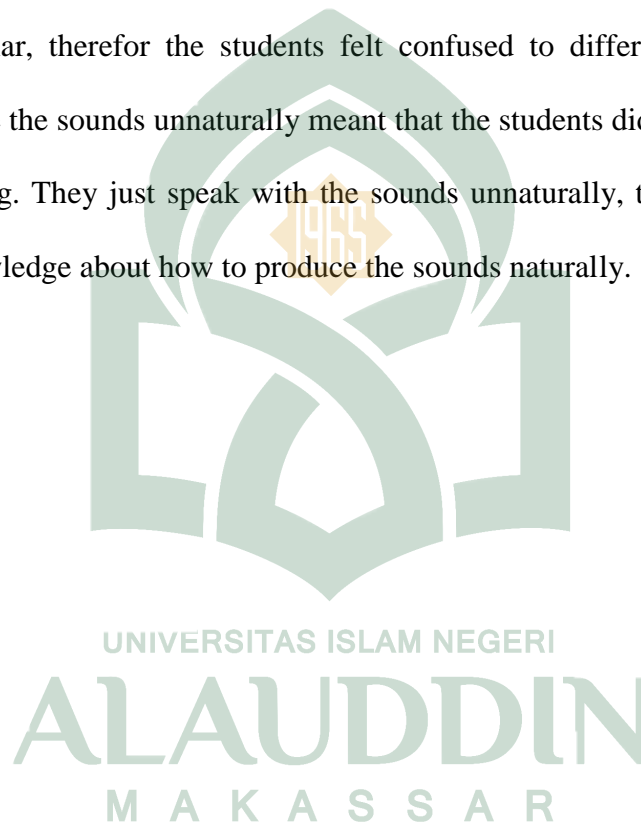 ar, therefor the students felt confused to differ
the sounds unnaturally meant that the students di
g. They just speak with the sounds unnaturally, t
ledge about how to produce the sounds naturally.
1965
UNIVERSITAS ISLAM NEGERI
ALAUDDIN
MAKASSAR